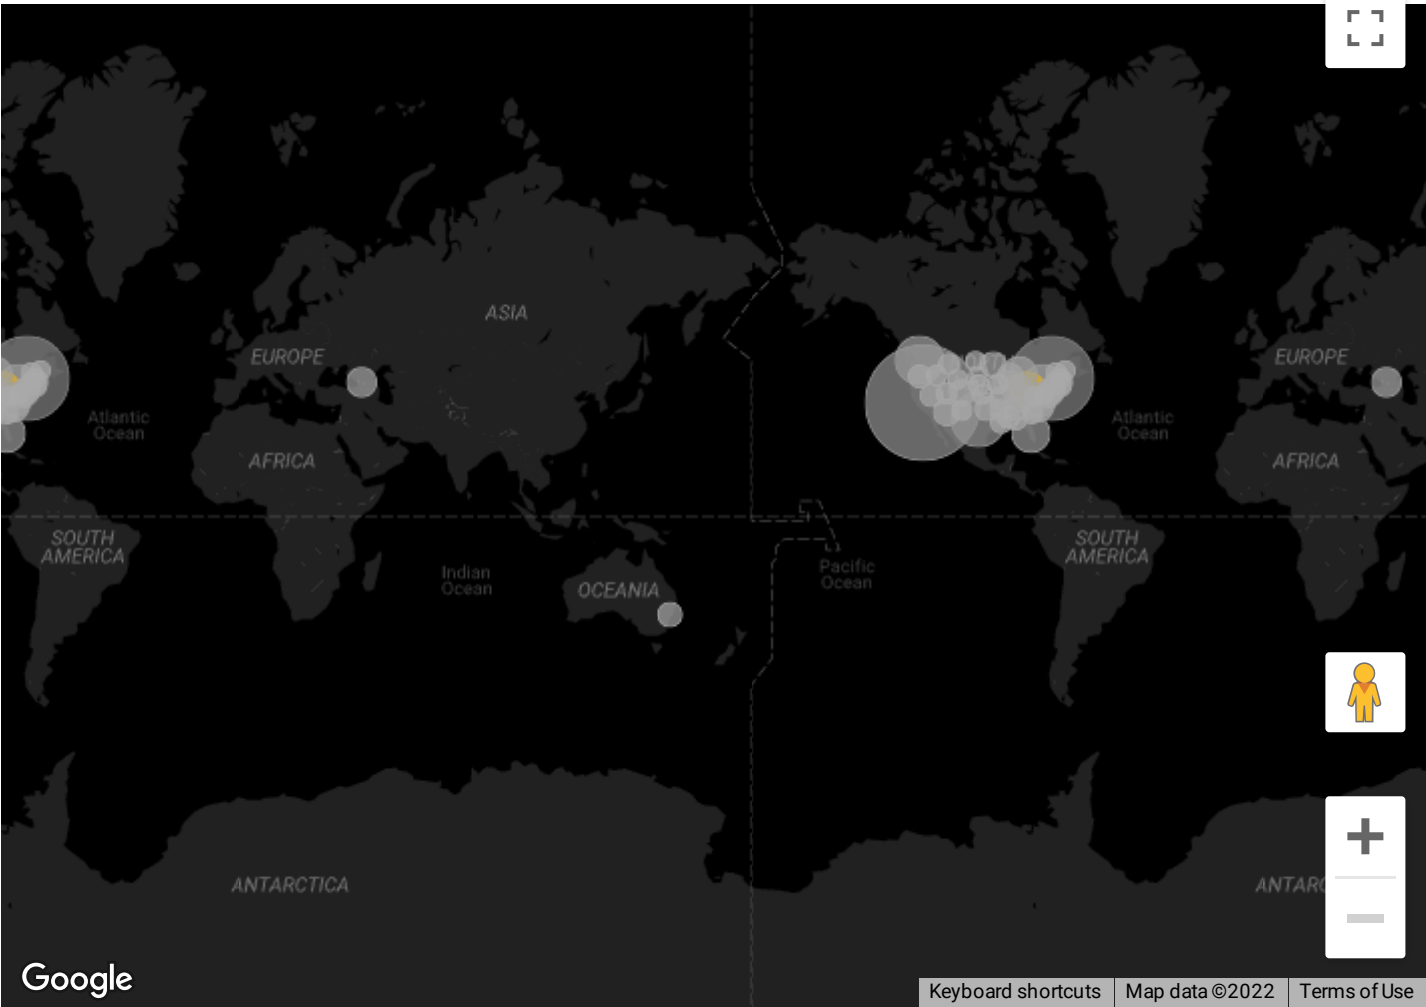 ASIA
EUROPE
EUROPE
Atlantic
Ocean
Atlantic
Ocean
AFRICA
AFRICA
SOUTH
AMERICA
SOUTH
AMERICA
Indian
Ocean
OCEANIA
Pacific
Ocean
ANTARCTICA
ANTARC
Google
Keyboard shortcuts
Map data ©2022
Terms of Use